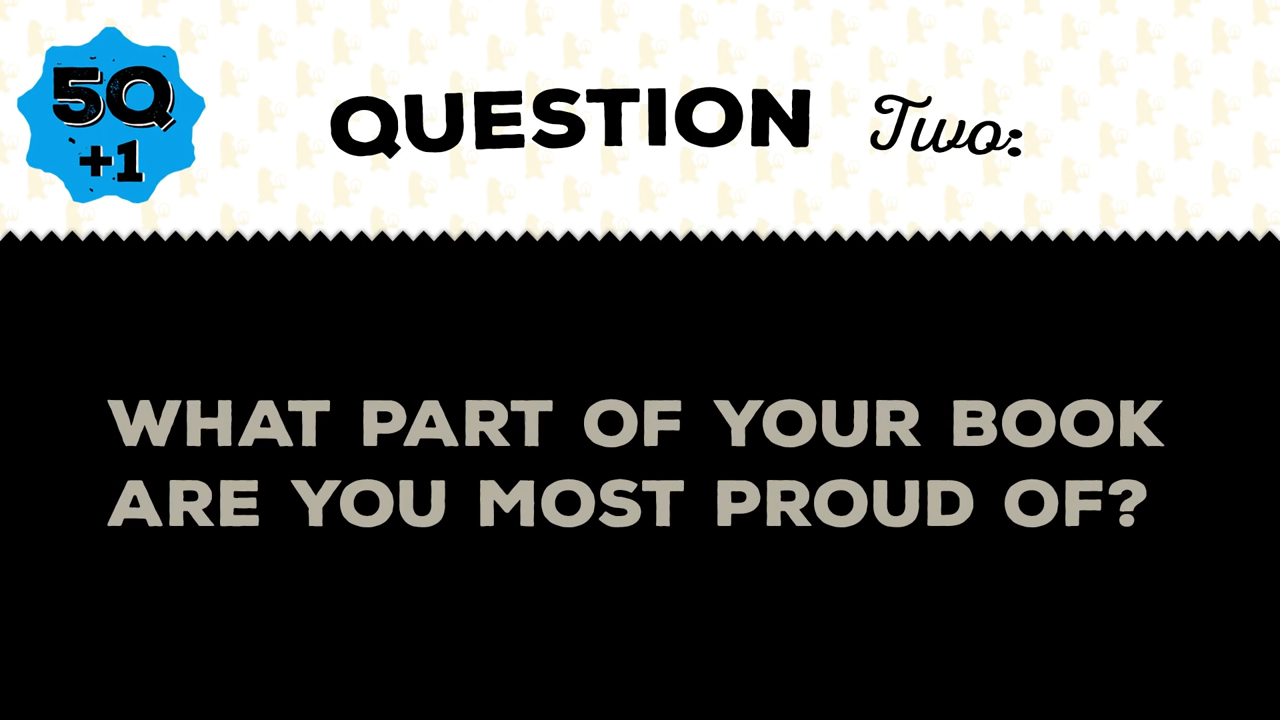 5Q
+1
QUESTION Two:
WHAT PART OF YOUR BOOK
ARE YOU MOST PROUD OF?